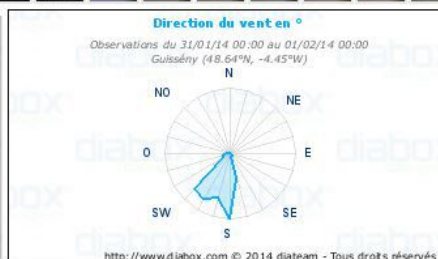 Direction du vent en °
Observations du 31/01/14 00:00 au 01/02/14 00:00
Guissény (48.64°N, -4.45°W)
N
NO
NE
O
E
SW
SE
S
http://www.diabox.com © 2014 diateam - Tous droits réservés